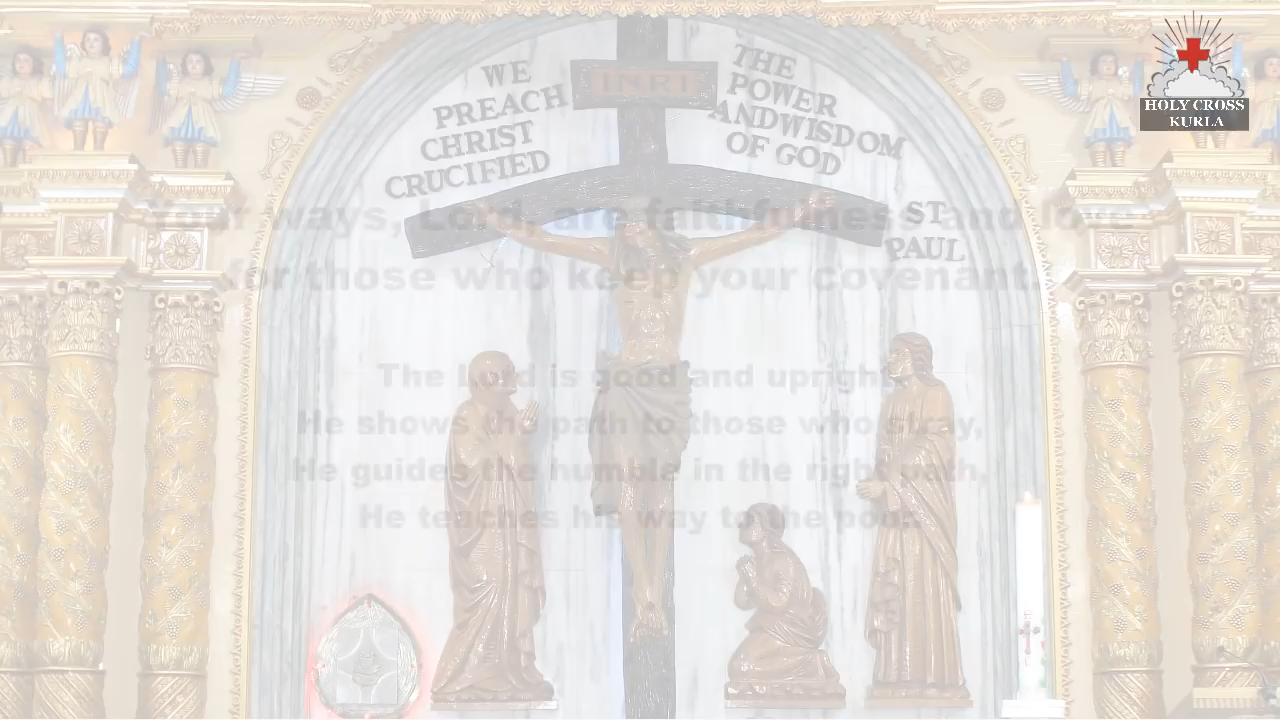 WE
PREACH
CHRIST
CRUCIFIED
INRI
THE
POWER
ANDWISDOM
OF GOD
ST
PAUL
HOLY CROSS
KURLA
Your ways, Lord, are faithfulness and love
for those who keep your covenant.
The Lord is good and upright.
He shows the path to those who stray,
He guides the humble in the right path,
He teaches his way to the poor.